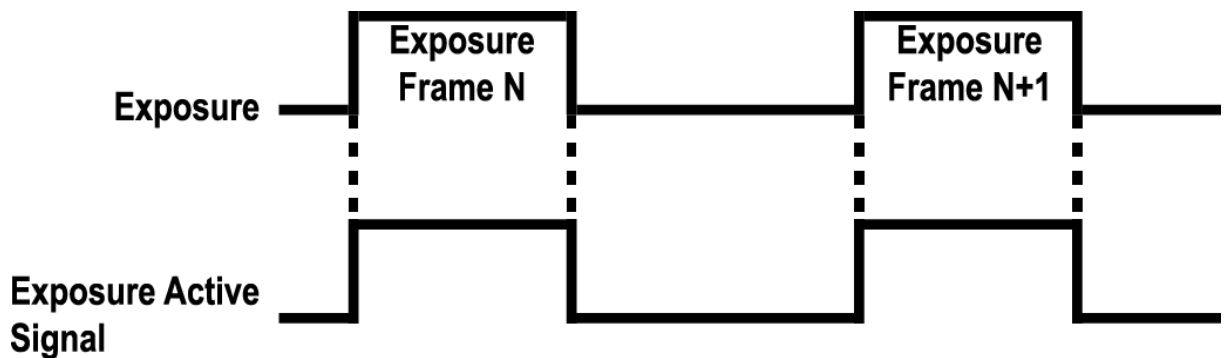 Exposure
Frame N
Exposure
Frame N+1
Exposure
Exposure Active
Signal